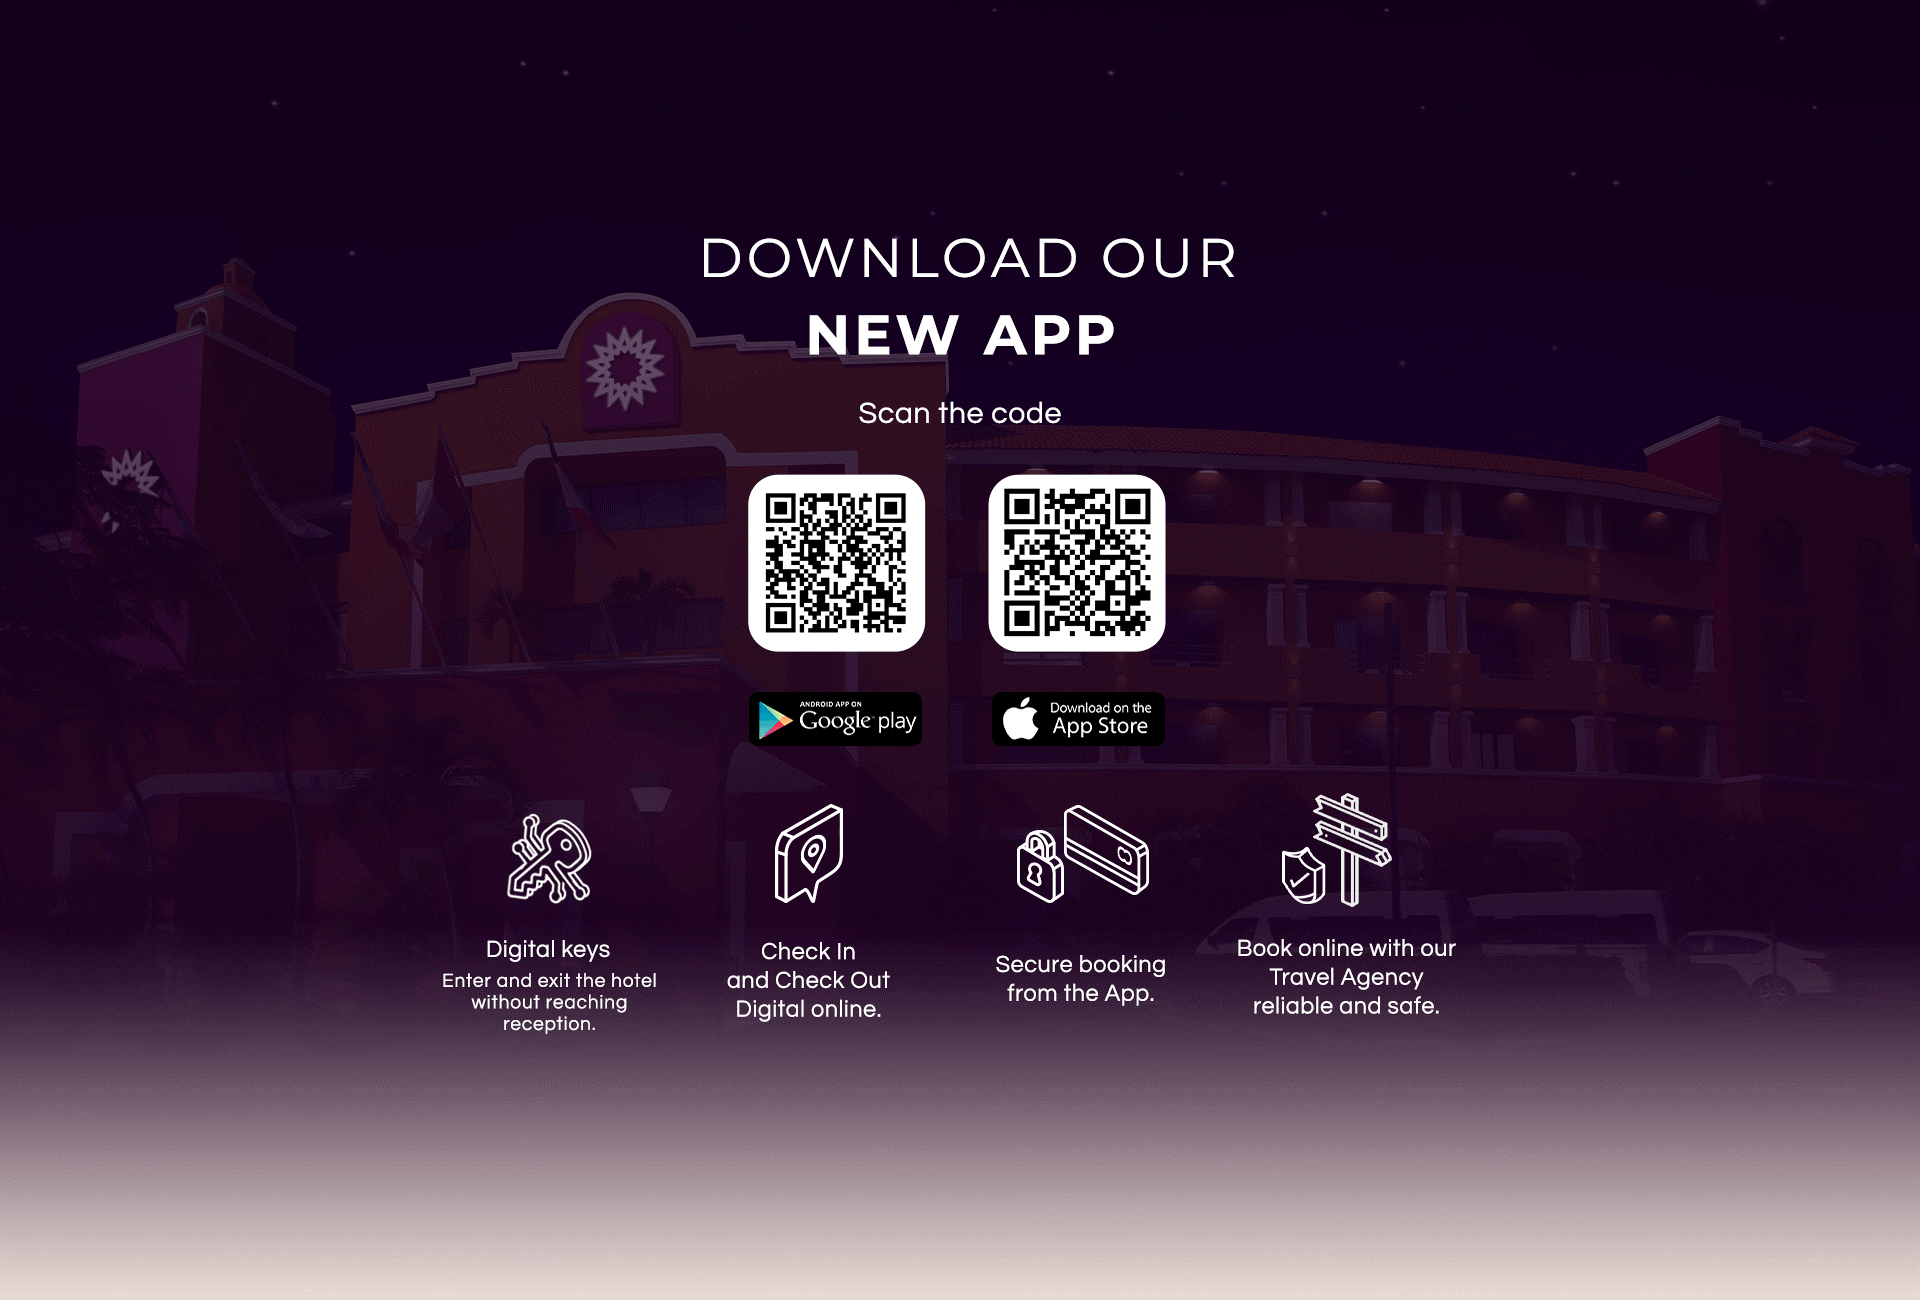 DOWNLOAD OUR
NEW APP
Scan the code
ANDROID APP ON
Google play
Download on the
App Store
Digital keys
Enter and exit the hotel
without reaching
reception.
Check In
and Check Out
Digital online.
Secure booking
from the App.
Book online with our
Travel Agency
reliable and safe.